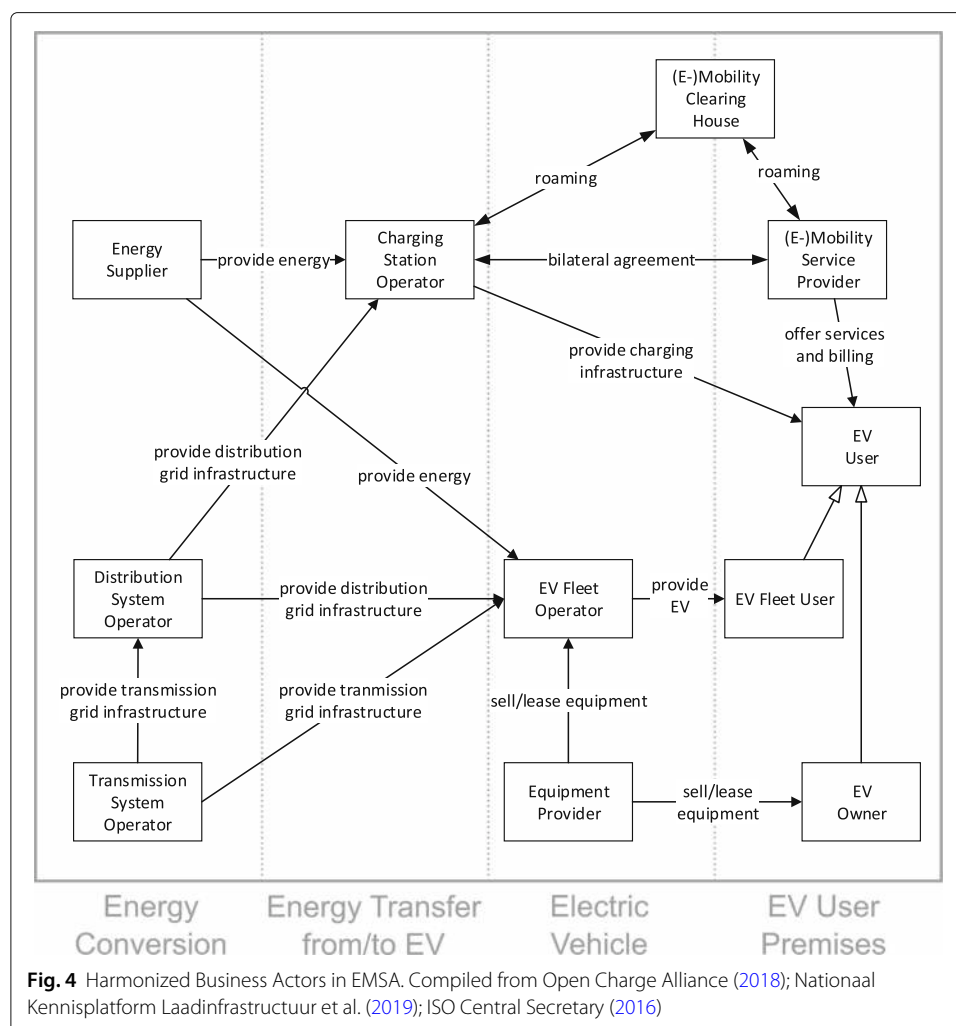 (E-)Mobility
Clearing
House
roaming
roaming
Energy
Supplier
provide energy
Charging
Station
Operator
bilateral agreement
(E-)Mobility
Service
Provider
offer services
and billing
provide charging
infrastructure
EV
User
provide distribution
grid infrastructure
provide energy
Distribution
System
Operator
provide distribution
grid infrastructure
EV Fleet
Operator
provide
EV
EV Fleet User
provide transmission
grid infrastructure
provide tranmission
grid infrastructure
sell/lease equipment
Transmission
System
Operator
Equipment
Provider
sell/lease
equipment
EV
Owner
Energy
Conversion
Energy Transfer
from/to EV
Electric
Vehicle
EV User
Premises
Fig. 4 Harmonized Business Actors in EMSA. Compiled from Open Charge Alliance (2018); Nationaal
Kennisplatform Laadinfrastructuur et al. (2019); ISO Central Secretary (2016)